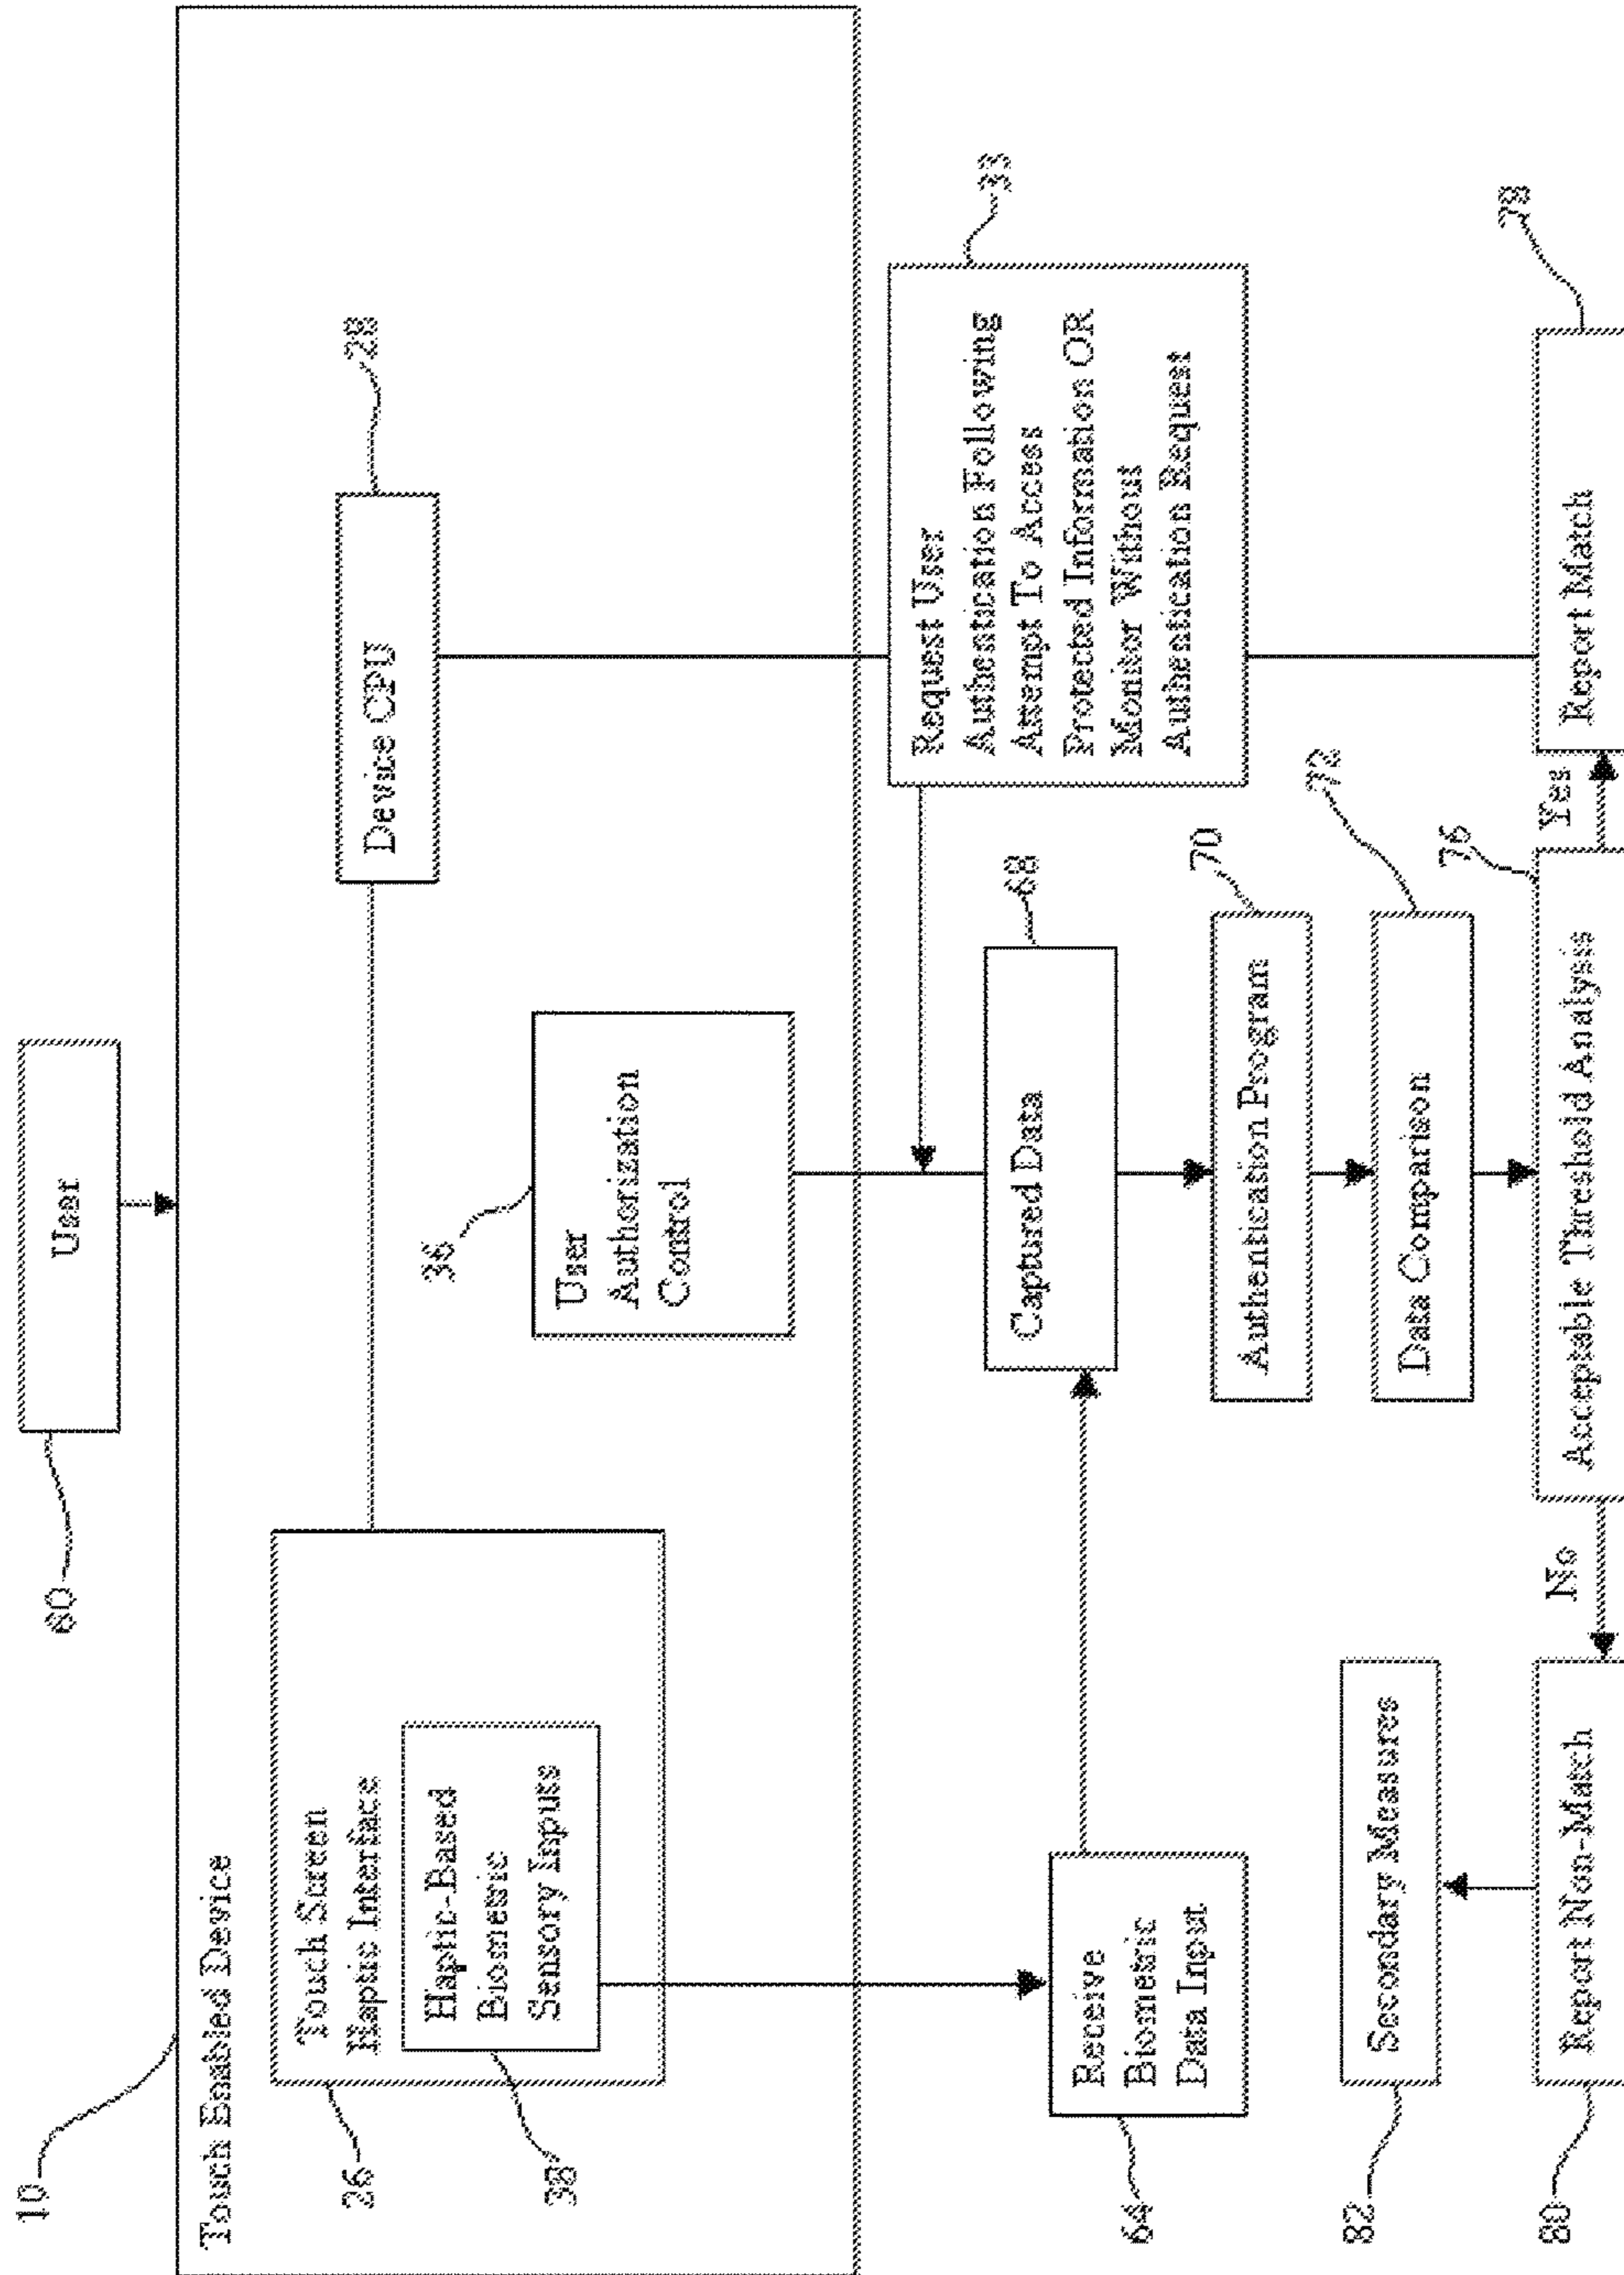 60
User
10
Touch Enabled Device
26
Touch Screen
Haptic Interface
38
Haptic-Based
Biometric
Sensory Inputs
Device CPU
28
36
User
Authorization
Control
33
Request User
Authentication Following
Attempt To Access
Protected Information OR
Monitor Without
Authentication Request
64
Receive
Biometric
Data Input
Captured Data
68
Authentication Program
70
Data Comparison
72
82
Secondary Measures
80
Report Non-Match
No
Acceptable Threshold Analysis
76
Yes
Report Match
78